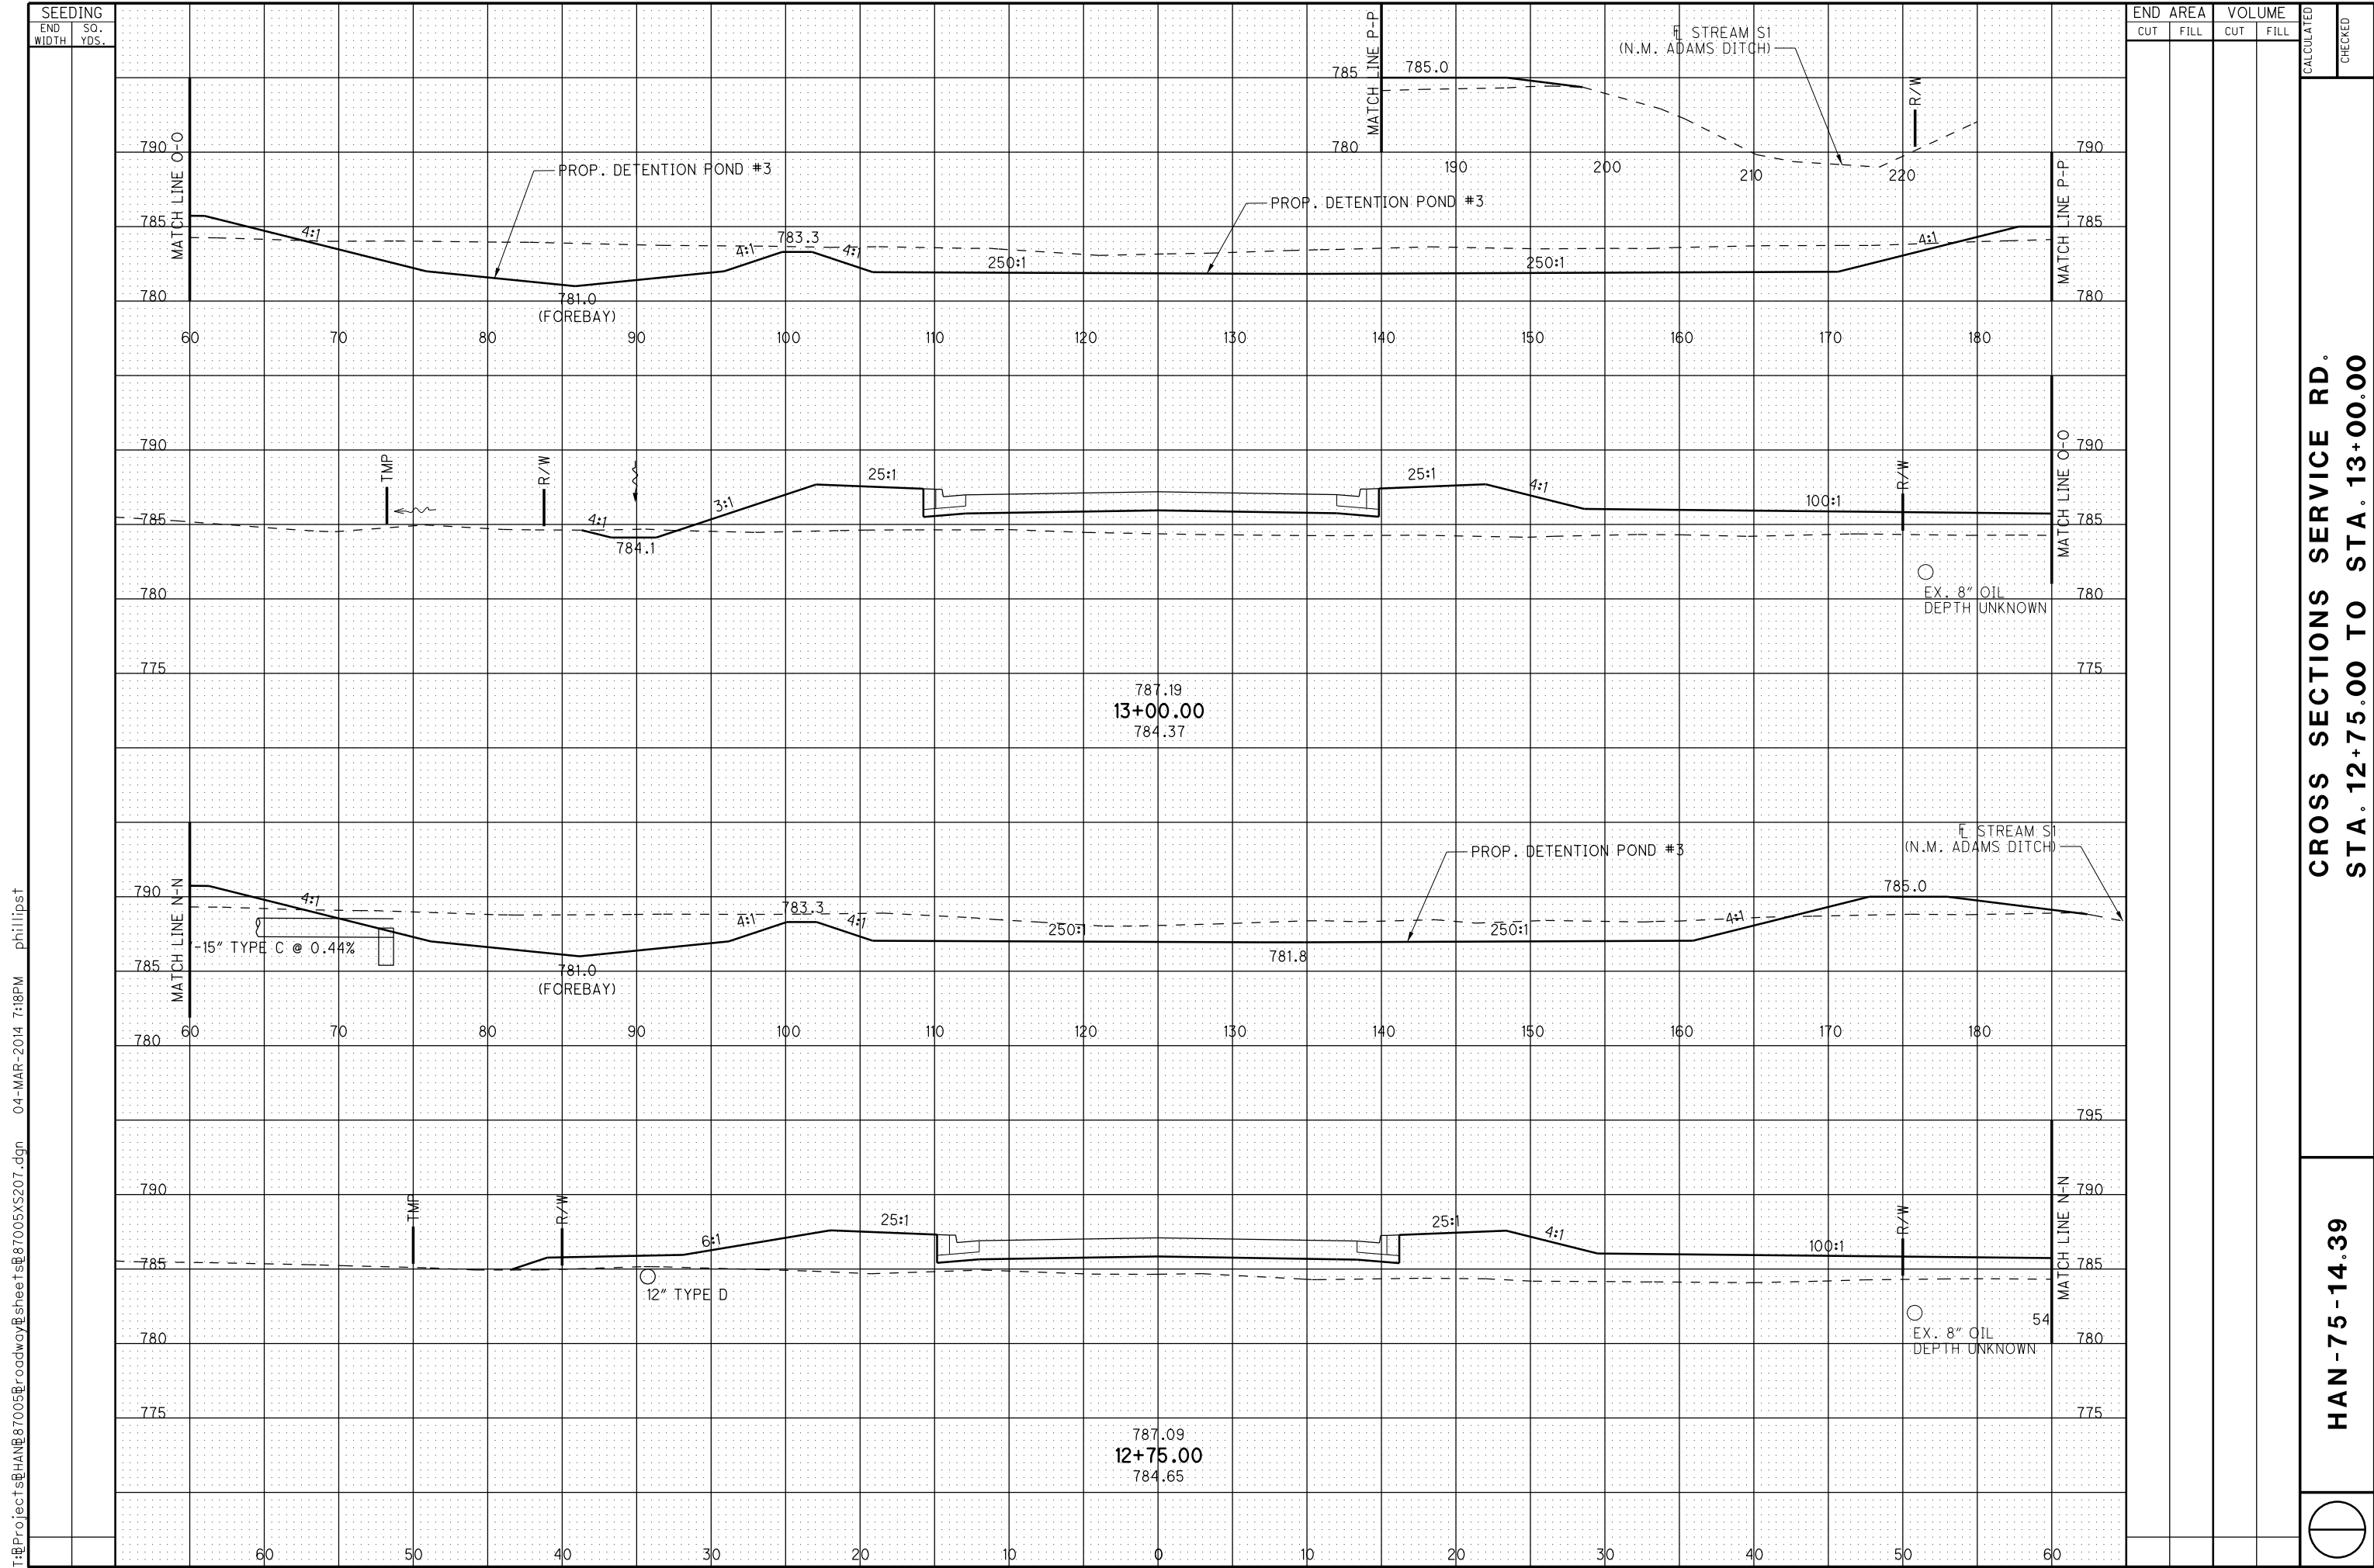 SEEDING
END WIDTH
SQ. YDS.
END AREA
VOLUME
CUT
FILL
CUT
FILL
CALCULATED
CHECKED
MATCH LINE P-P
785
780
785.0
℄ STREAM S1
(N.M. ADAMS DITCH)
R/W
190
200
210
220
MATCH LINE O-O
790
785
780
PROP. DETENTION POND #3
PROP. DETENTION POND #3
4:1
781.0
(FOREBAY)
4:1
783.3
4:1
250:1
250:1
4:1
MATCH LINE P-P
790
785
780
60
70
80
90
100
110
120
130
140
150
160
170
180
790
785
780
775
TMP
R/W
4:1
784.1
3:1
25:1
25:1
4:1
100:1
R/W
MATCH LINE O-O
790
785
780
775
EX. 8" OIL
DEPTH UNKNOWN
787.19
13+00.00
784.37
MATCH LINE N-N
790
785
780
4:1
-15" TYPE C @ 0.44%
781.0
(FOREBAY)
4:1
783.3
4:1
250:1
781.8
250:1
PROP. DETENTION POND #3
4:1
785.0
℄ STREAM S1
(N.M. ADAMS DITCH)
60
70
80
90
100
110
120
130
140
150
160
170
180
790
785
780
775
TMP
R/W
6:1
12" TYPE D
25:1
25:1
4:1
100:1
R/W
MATCH LINE N-N
795
790
780
775
54
EX. 8" OIL
DEPTH UNKNOWN
787.09
12+75.00
784.65
60
50
40
30
20
10
0
10
20
30
40
50
60
CROSS SECTIONS SERVICE RD.
STA. 12+75.00 TO STA. 13+00.00
HAN-75-14.39
04-MAR-2014 7:18PM phillipst